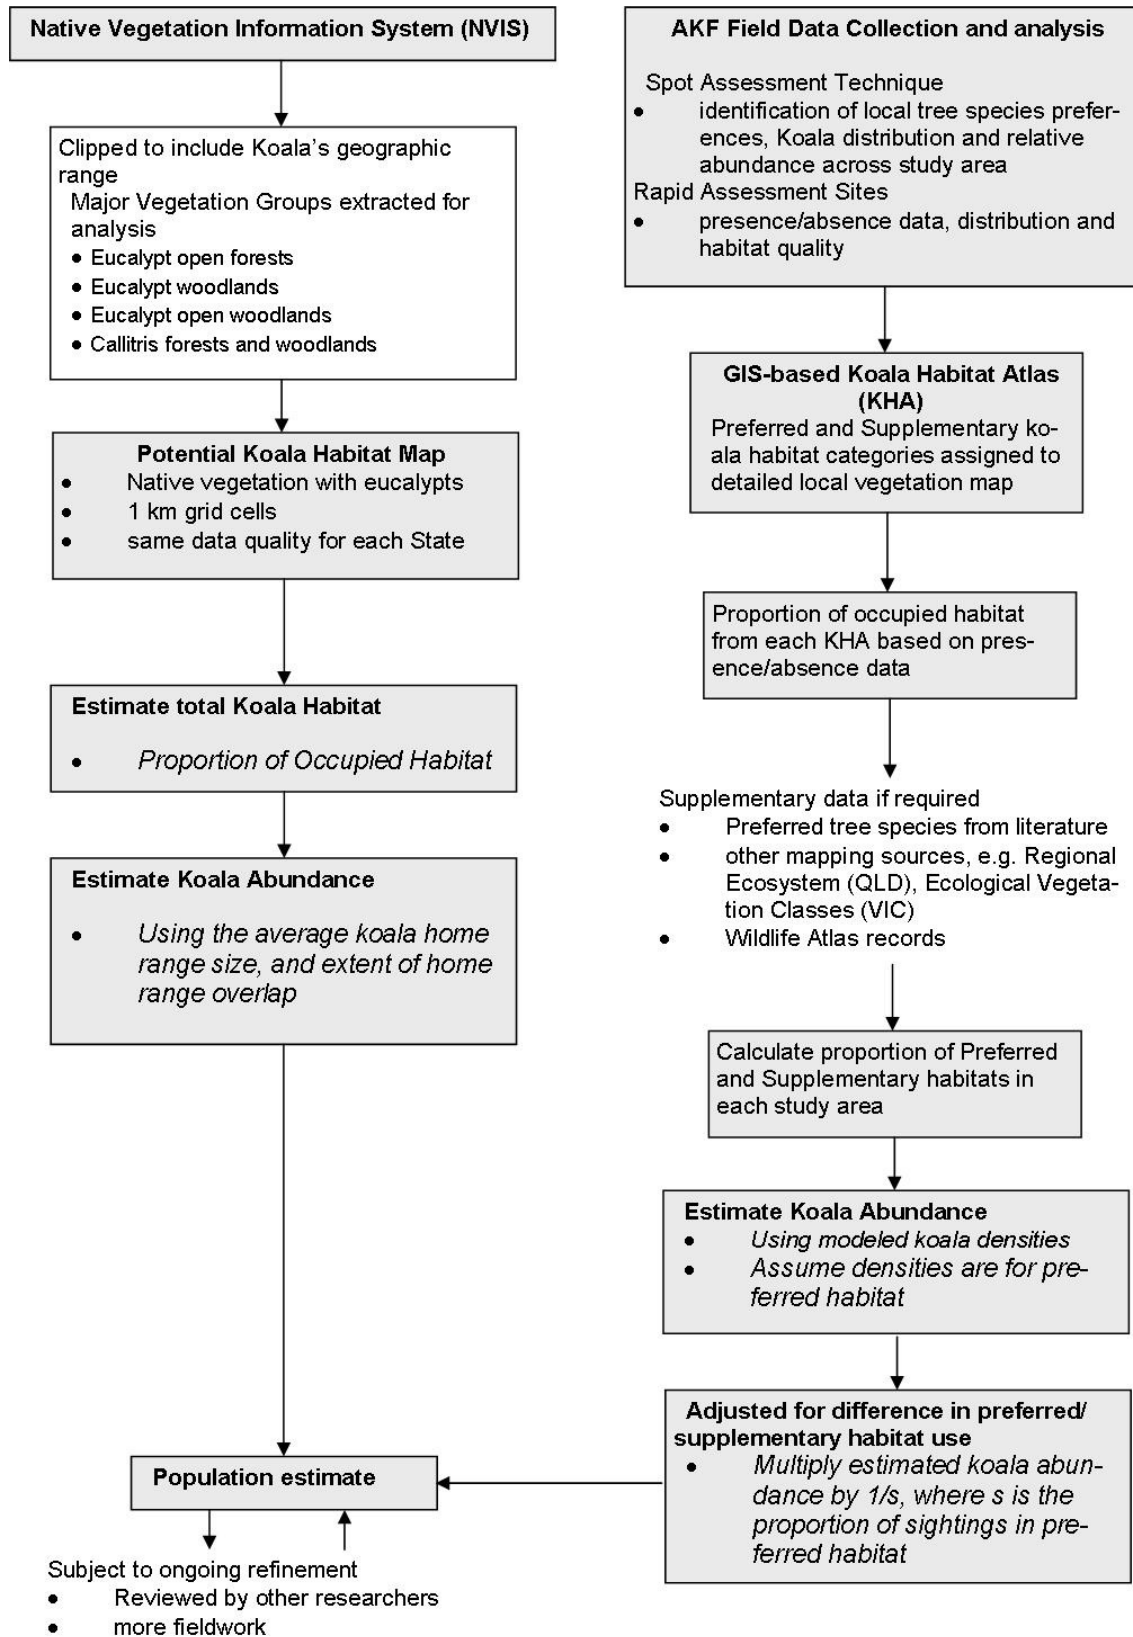 Native Vegetation Information System (NVIS)
Clipped to include Koala's geographic
range
Major Vegetation Groups extracted for
analysis
• Eucalypt open forests
• Eucalypt woodlands
• Eucalypt open woodlands
• Callitris forests and woodlands
Potential Koala Habitat Map
• Native vegetation with eucalypts
• 1 km grid cells
• same data quality for each State
Estimate total Koala Habitat
• Proportion of Occupied Habitat
Estimate Koala Abundance
• Using the average koala home
range size, and extent of home
range overlap
AKF Field Data Collection and analysis
Spot Assessment Technique
• identification of local tree species prefer-
ences, Koala distribution and relative
abundance across study area
Rapid Assessment Sites
• presence/absence data, distribution and
habitat quality
GIS-based Koala Habitat Atlas
(KHA)
Preferred and Supplementary ko-
ala habitat categories assigned to
detailed local vegetation map
Proportion of occupied habitat
from each KHA based on pres-
ence/absence data
Supplementary data if required
• Preferred tree species from literature
• other mapping sources, e.g. Regional
Ecosystem (QLD), Ecological Vegeta-
tion Classes (VIC)
• Wildlife Atlas records
Calculate proportion of Preferred
and Supplementary habitats in
each study area
Estimate Koala Abundance
• Using modeled koala densities
• Assume densities are for pre-
ferred habitat
Adjusted for difference in preferred/
supplementary habitat use
• Multiply estimated koala abun-
dance by 1/s, where s is the
proportion of sightings in pre-
ferred habitat
Population estimate
Subject to ongoing refinement
• Reviewed by other researchers
• more fieldwork